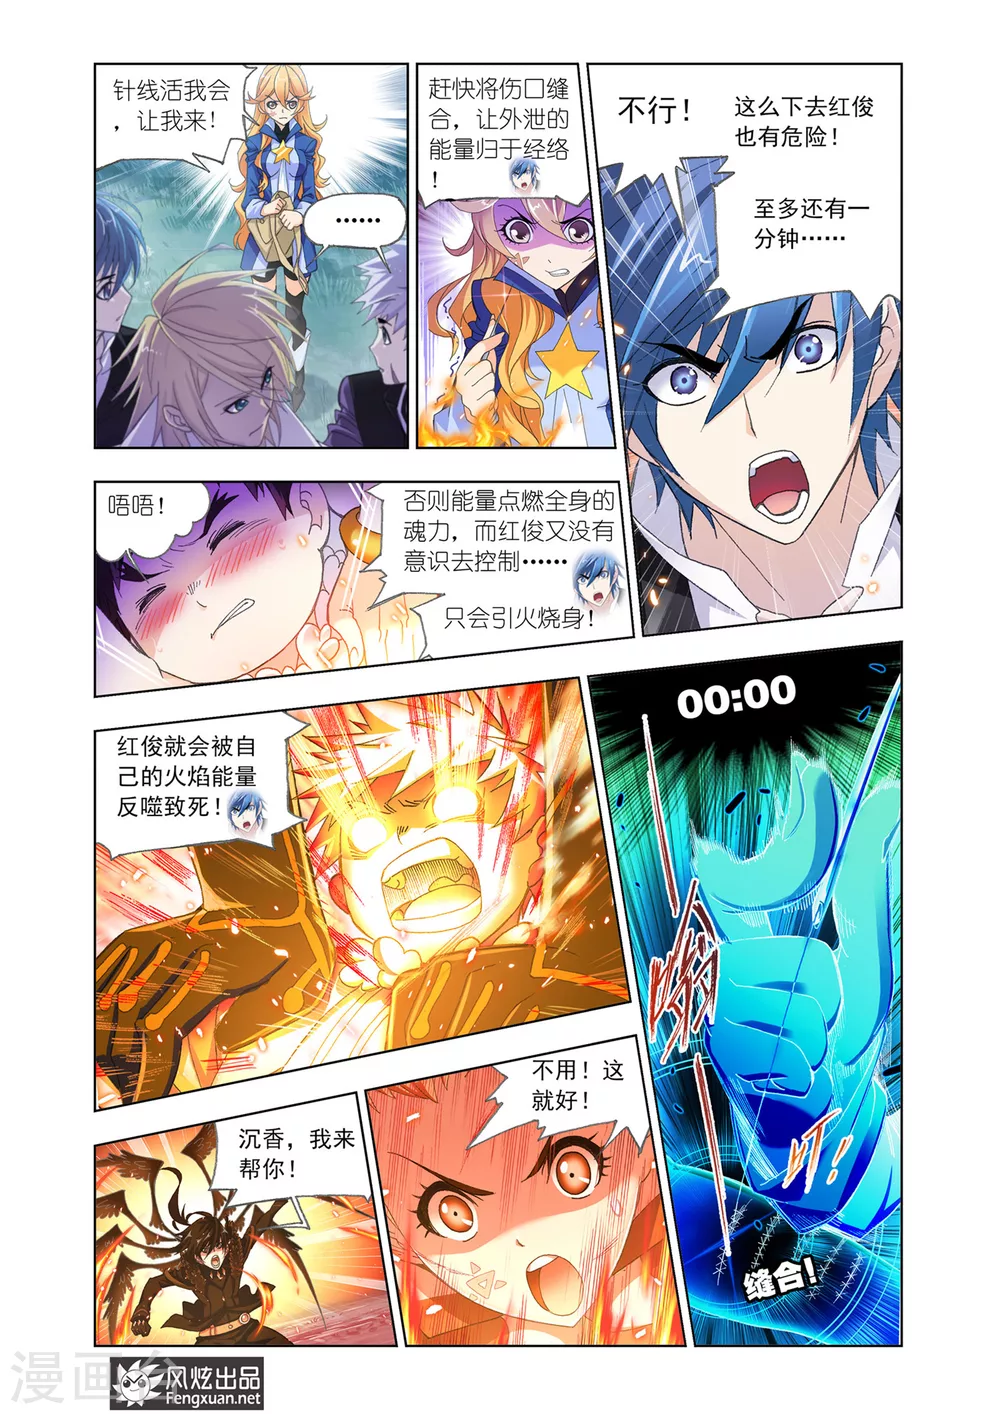 针线活我会
，让我来！
……
赶快将伤口缝
合，让外泄的
能量归于经络
！
不行！
这么下去红俊
也有危险！
至多还有一
分钟……
唔唔！
否则能量点燃全身的
魂力，而红俊又没有
意识去控制……
只会引火烧身！
红俊就会被自
己的火焰能量
反噬致死！
00:00
嗡
叮！
缝合！
沉香，我来
帮你！
不用！这
就好！
漫画台
风炫出品
Fengxuan.net